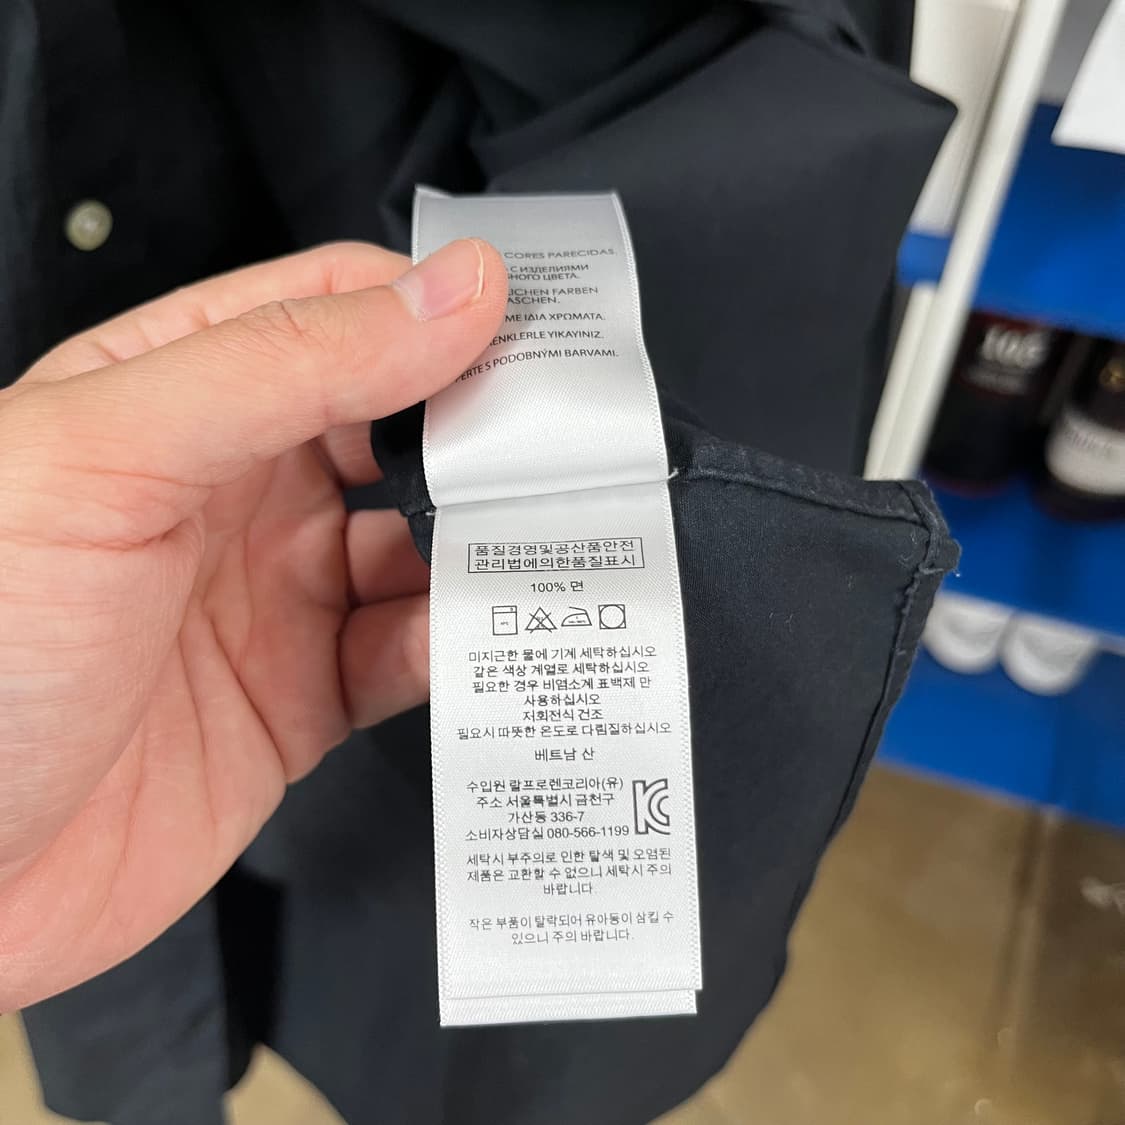 CORES PARECIDAS.
С ИЗДЕЛИЯМИ
ЦВЕТА.
FARBEN
ΜΕ ΙΔΙΑ ΧΡΩΜΑΤΑ.
YIKAYINIZ.
S PODOBNÝMI BARVAMI.
품질경영및공산품안전
관리법에의한품질표시
100% 면
미지근한 물에 기계 세탁하십시오
같은 색상 계열로 세탁하십시오
필요한 경우 비염소계 표백제 만
사용하십시오
저회전식 건조
필요시 따뜻한 온도로 다림질하십시오
베트남 산
수입원 랄프로렌코리아(유)
주소 서울특별시 금천구
가산동 336-7
소비자상담실 080-566-1199
세탁시 부주의로 인한 탈색 및 오염된
제품은 교환할 수 없으니 세탁시 주의
바랍니다.
작은 부품이 탈락되어 유아동이 삼킬 수
있으니 주의 바랍니다.
106